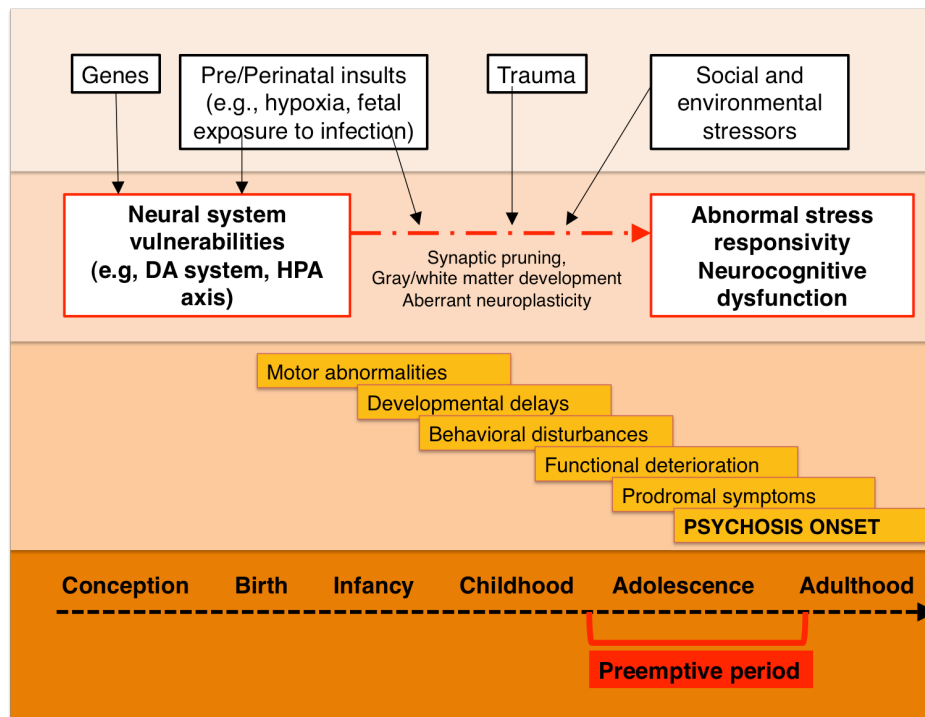 Genes
Pre/Perinatal insults
(e.g., hypoxia, fetal
exposure to infection)
Trauma
Social and
environmental
stressors
Neural system
vulnerabilities
(e.g, DA system, HPA
axis)
Synaptic pruning,
Gray/white matter development
Aberrant neuroplasticity
Abnormal stress
responsivity
Neurocognitive
dysfunction
Motor abnormalities
Developmental delays
Behavioral disturbances
Functional deterioration
Prodromal symptoms
PSYCHOSIS ONSET
Conception Birth Infancy Childhood Adolescence Adulthood
Preemptive period